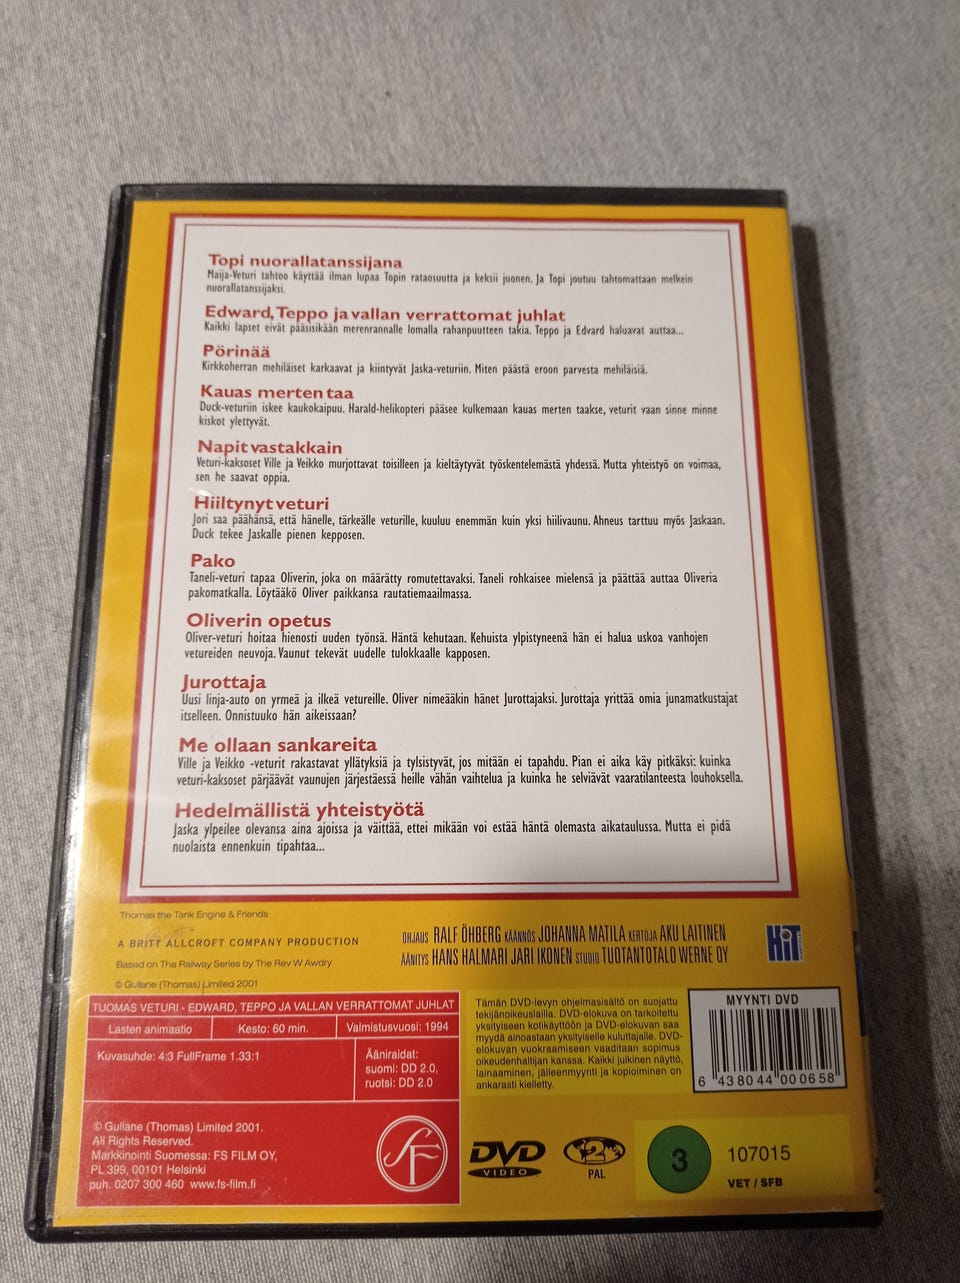 Topi nuorallatanssijana
Maija-Veturi tahtoo käyttää ilman lupaa Topin rataosuutta ja keksii juonen. Ja Topi joutuu tahtomattaan melkein
nuorallatanssijaksi.
Edward, Teppo ja vallan verrattomat juhlat
Kaikki lapset eivät pääsisikään merenrannalle lomalla rahanpuutteen takia. Teppo ja Edvard haluavat auttaa...
Pörinää
Kirkkoherran mehiläiset karkaavat ja kiintyvät Jaska-veturiin. Miten päästä eroon parvesta mehiläisiä.
Kauas merten taa
Duck-veturiin iskee kaukokaipuu. Harald-helikopteri pääsee kulkemaan kauas merten taakse, veturit vaan sinne minne
kiskot ylettyvät.
Napit vastakkain
Veturi-kaksoset Ville ja Veikko murjottavat toisilleen ja kieltäytyvät työskentelemästä yhdessä. Mutta yhteistyö on voimaa,
sen he saavat oppia.
Hiiltynyt veturi
Jori saa päähänsä, että hänelle, tärkeälle veturille, kuuluu enemmän kuin yksi hiilivaunu. Ahneus tarttuu myös Jaskaan.
Duck tekee Jaskalle pienen kepposen.
Pako
Taneli-veturi tapaa Oliverin, joka on määrätty romutettavaksi. Taneli rohkaisee mielensä ja päättää auttaa Oliveria
pakomatkalla. Löytääkö Oliver paikkansa rautatiemaailmassa.
Oliverin opetus
Oliver-veturi hoitaa hienosti uuden työnsä. Häntä kehutaan. Kehuista ylpistyneenä hän ei halua uskoa vanhojen
vetureiden neuvoja. Vaunut tekevät uudelle tulokkaalle kapposen.
Jurottaja
Uusi linja-auto on yrmeä ja ilkeä vetureille. Oliver nimeääkin hänet Jurottajaksi. Jurottaja yrittää omia junamatkustajat
itselleen. Onnistuuko hän aikeissaan?
Me ollaan sankareita
Ville ja Veikko -veturit rakastavat yllätyksiä ja tylsistyvät, jos mitään ei tapahdu. Pian ei aika käy pitkäksi: kuinka
veturi-kaksoset pärjäävät vaunujen järjestäessä heille vähän vaihtelua ja kuinka he selviävät vaaratilanteesta louhoksella.
Hedelmällistä yhteistyötä
Jaska ylpeilee olevansa aina ajoissa ja väittää, ettei mikään voi estää häntä olemasta aikataulussa. Mutta ei pidä
nuolaista ennenkuin tipahtaa...
Thomas the Tank Engine & Friends
A BRITT ALLCROFT COMPANY PRODUCTION
Based on The Railway Series by The Rev W Awdry
© Gullane (Thomas) Limited 2001
OHJAUS RALF ÖHBERG KÄÄNNÖS JOHANNA MATILA KERTOJA AKU LAITINEN
ÄÄNITYS HANS HALMARI JARI IKONEN STUDIO TUOTANTOTALO WERNE OY
HiT
TUOMAS VETURI - EDWARD, TEPPO JA VALLAN VERRATTOMAT JUHLAT
Lasten animaatio
Kesto: 60 min.
Valmistusvuosi: 1994
Kuvasuhde: 4:3 FullFrame 1.33:1
Ääniraidat:
suomi: DD 2.0,
ruotsi: DD 2.0
© Gullane (Thomas) Limited 2001.
All Rights Reserved.
Markkinointi Suomessa: FS FILM OY,
PL 399, 00101 Helsinki
puh. 0207 300 460 www.fs-film.fi
SF
Tämän DVD-levyn ohjelmasisältö on suojattu
tekijänoikeuslailla. DVD-elokuva on tarkoitettu
yksityiseen kotikäyttöön ja DVD-elokuvan saa
myydä ainoastaan yksityiselle kuluttajalle. DVD-
elokuvan vuokraamiseen vaaditaan sopimus
oikeudenhaltijan kanssa. Kaikki julkinen näyttö,
lainaaminen, jälleenmyynti ja kopioiminen on
ankarasti kielletty.
MYYNTI DVD
6 438044 000658
DVD
VIDEO
2
PAL
3
107015
VET / SFB